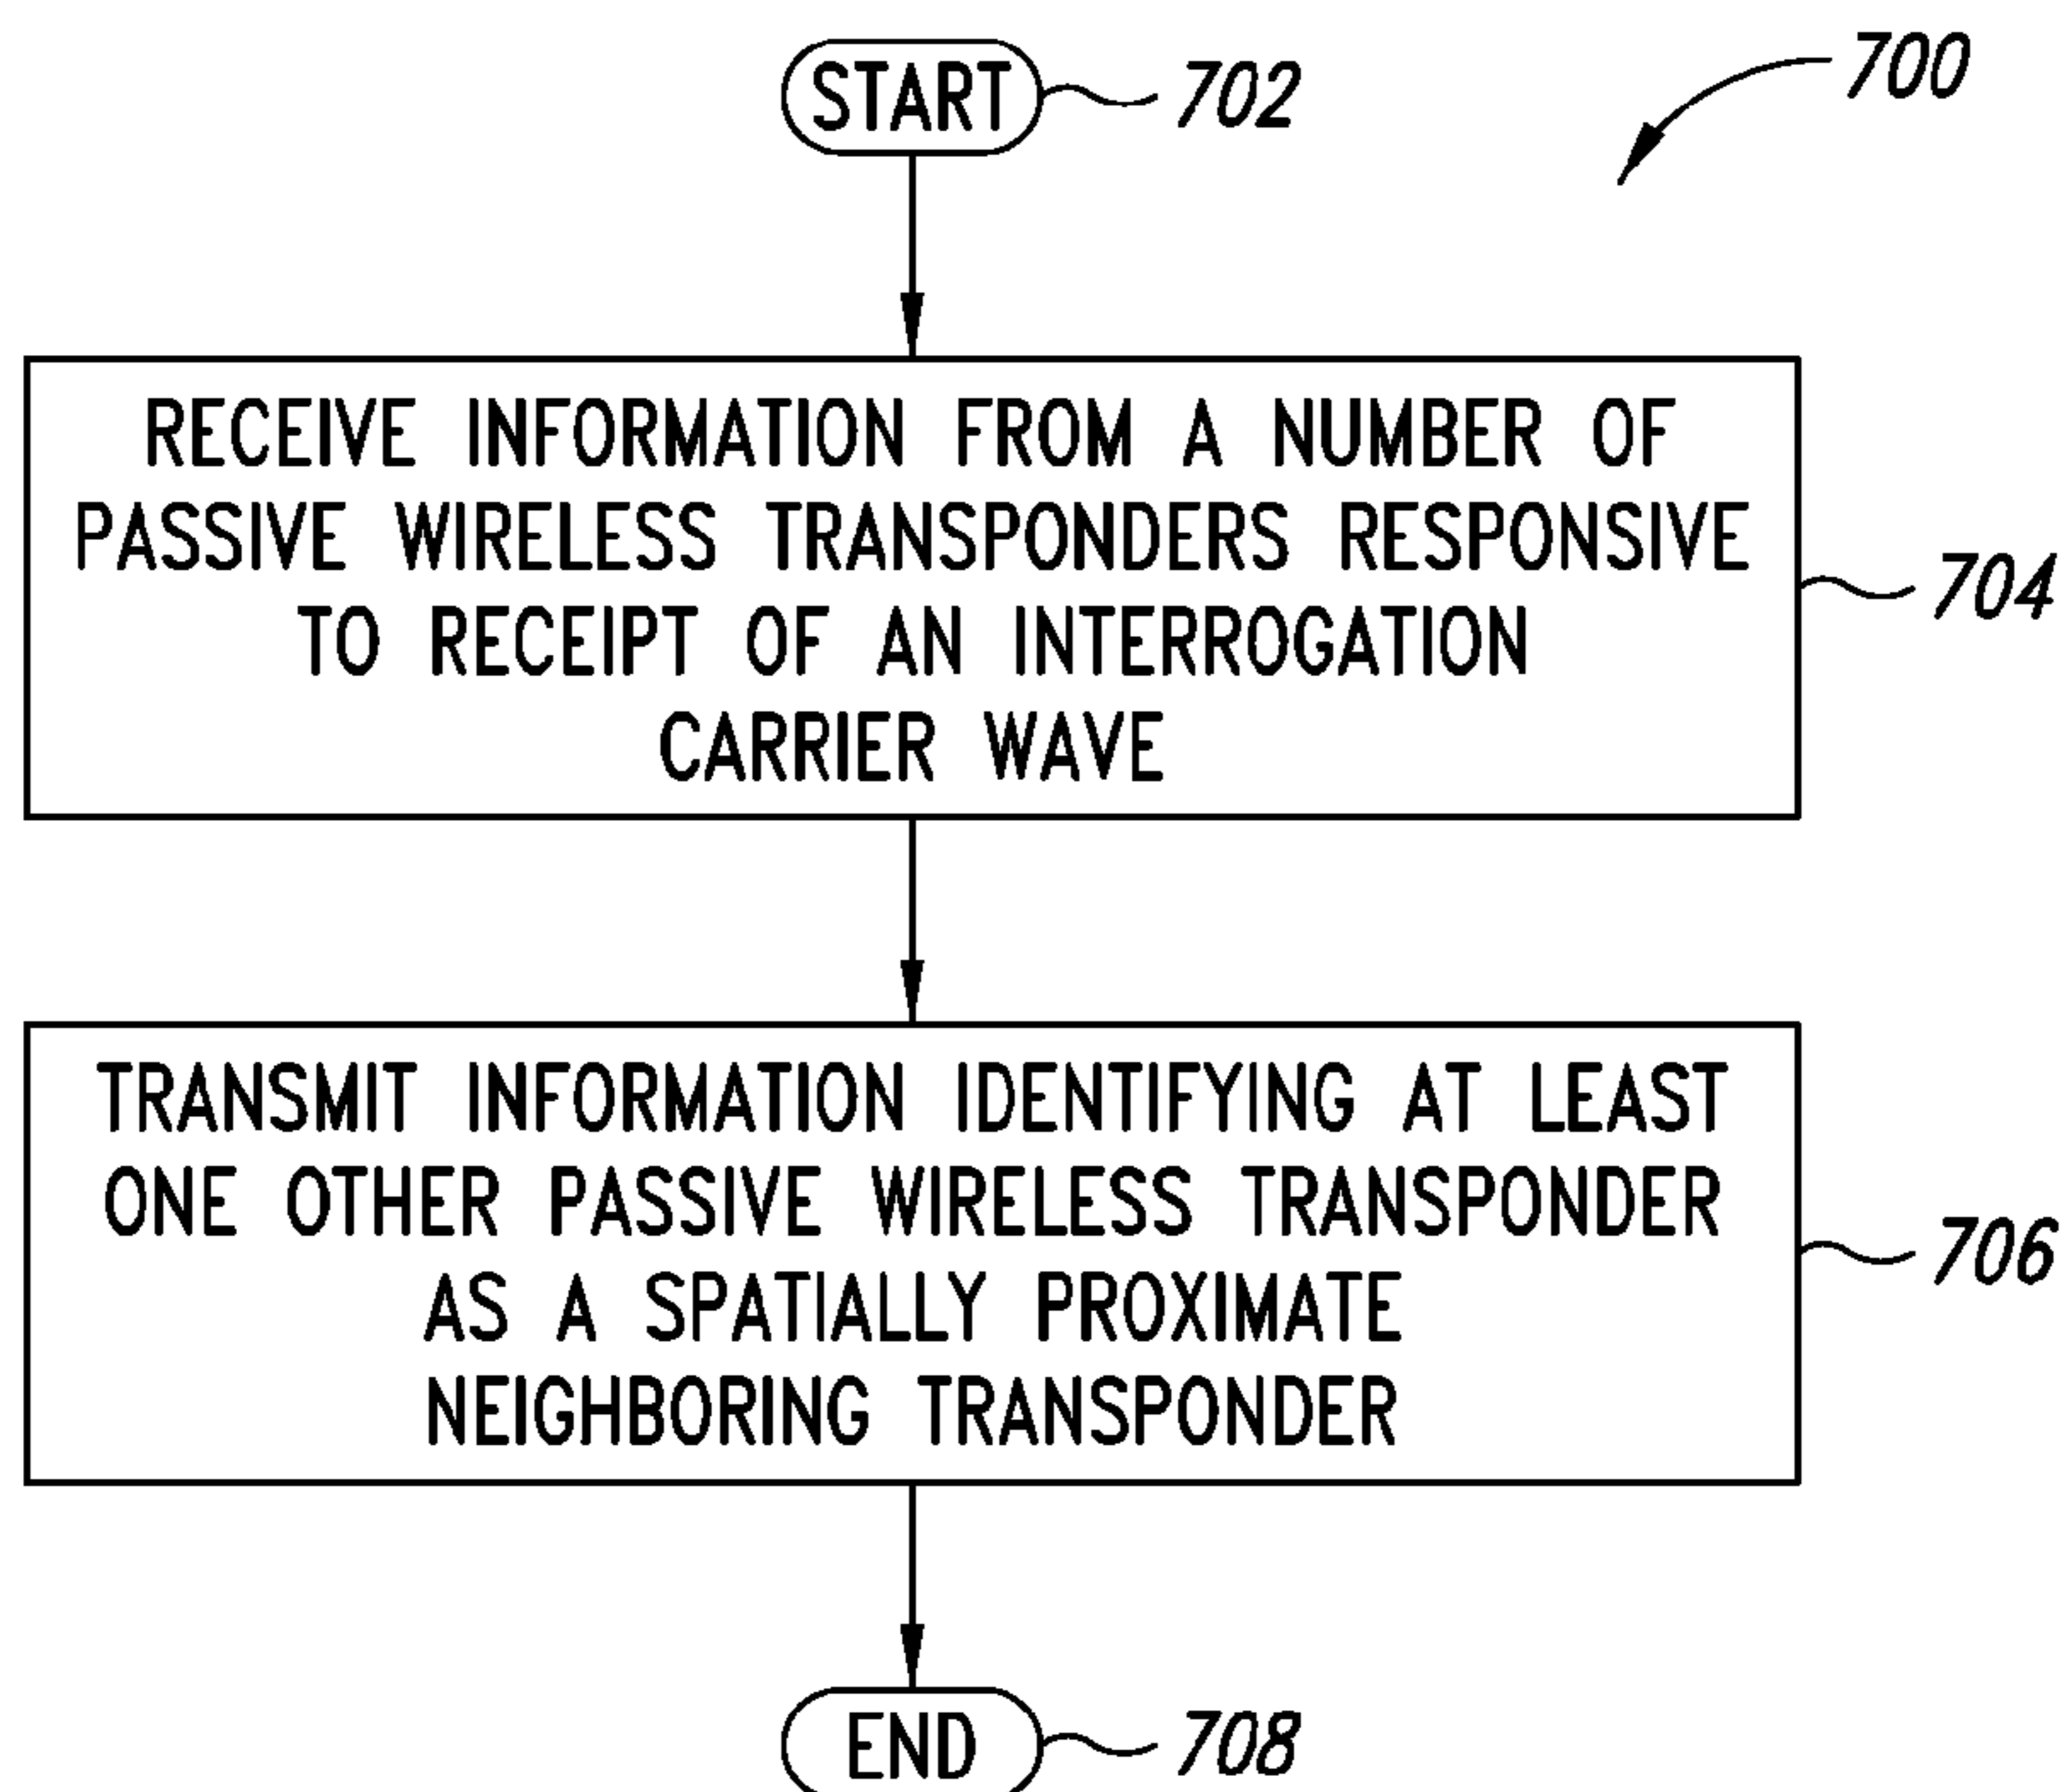 700
START 702
RECEIVE INFORMATION FROM A NUMBER OF
PASSIVE WIRELESS TRANSPONDERS RESPONSIVE
TO RECEIPT OF AN INTERROGATION
CARRIER WAVE
704
TRANSMIT INFORMATION IDENTIFYING AT LEAST
ONE OTHER PASSIVE WIRELESS TRANSPONDER
AS A SPATIALLY PROXIMATE
NEIGHBORING TRANSPONDER
706
END 708